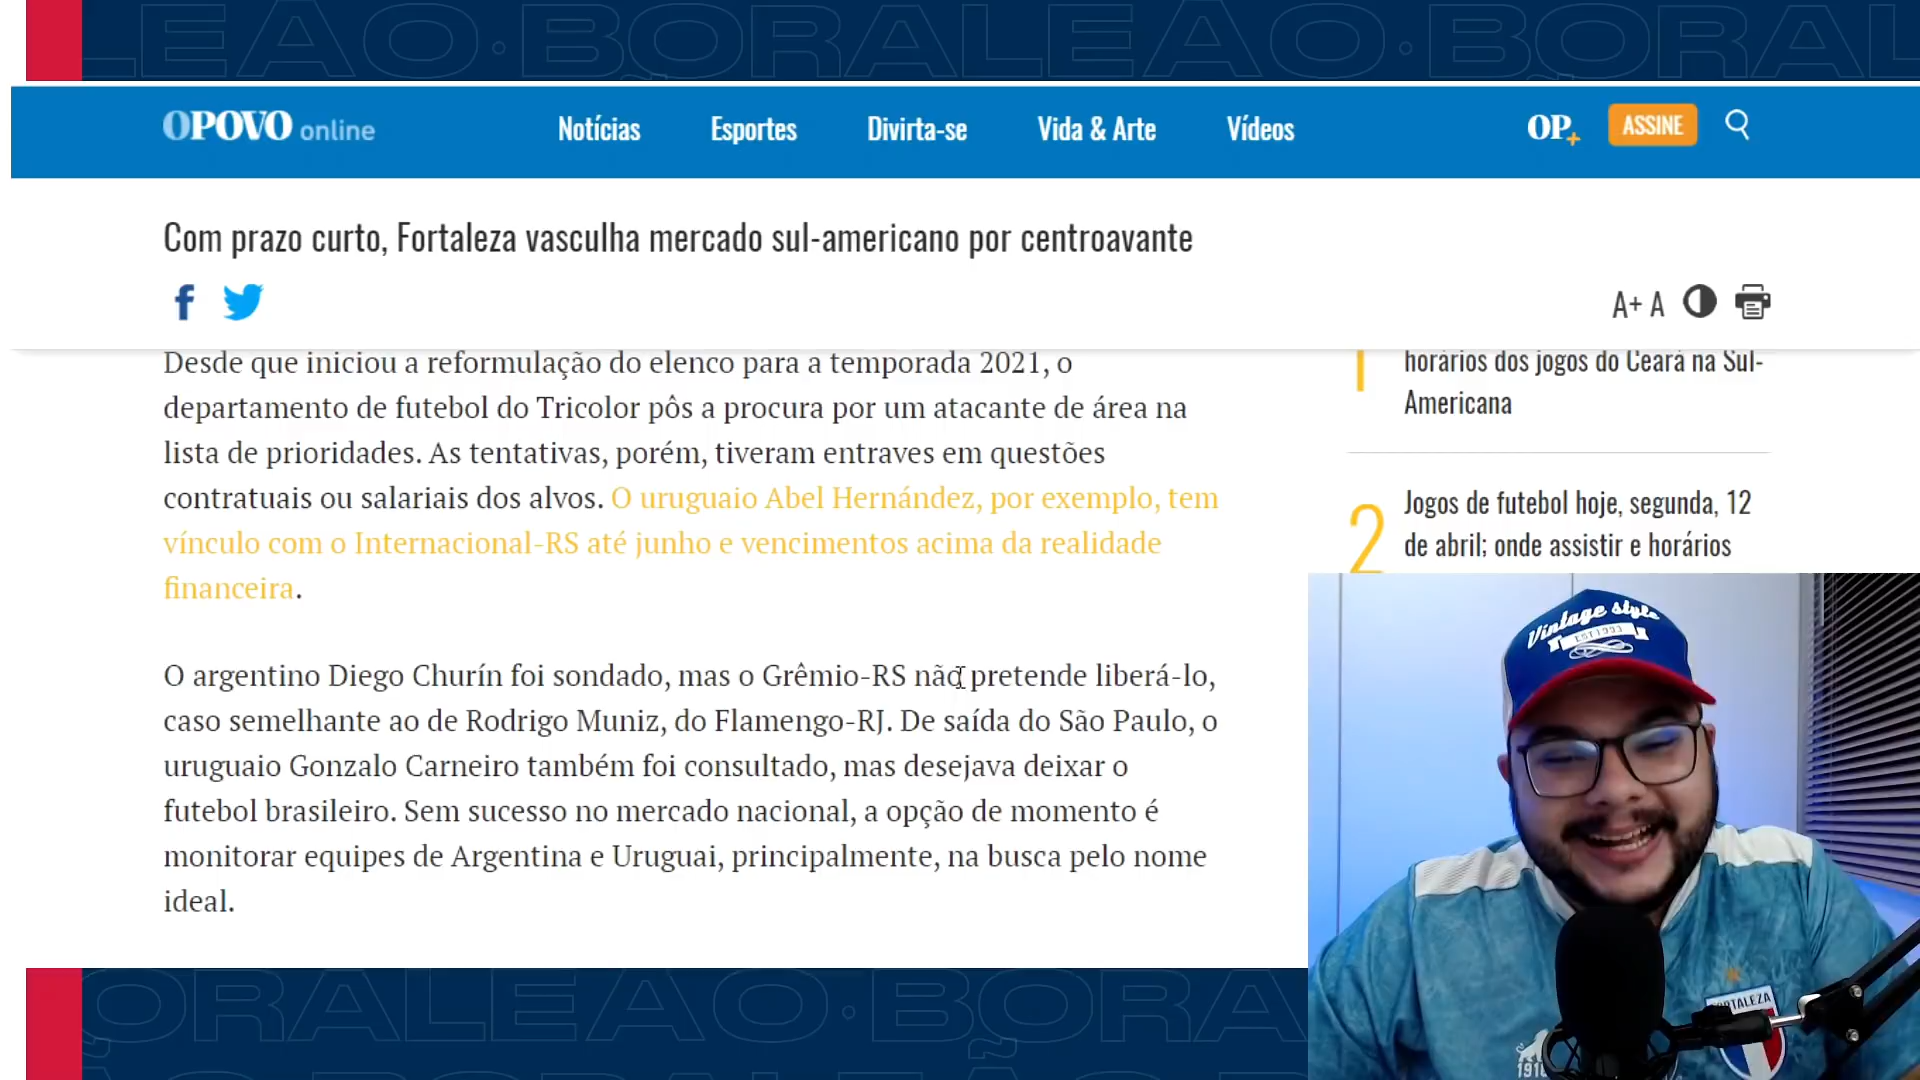 LEAO·BORALEAO·BORAL
OPOVO online
Notícias
Esportes
Divirta-se
Vida & Arte
Vídeos
OP+
ASSINE
Com prazo curto, Fortaleza vasculha mercado sul-americano por centroavante
A+ A
Desde que iniciou a reformulação do elenco para a temporada 2021, o
departamento de futebol do Tricolor pôs a procura por um atacante de área na
lista de prioridades. As tentativas, porém, tiveram entraves em questões
contratuais ou salariais dos alvos. O uruguaio Abel Hernández, por exemplo, tem
vínculo com o Internacional-RS até junho e vencimentos acima da realidade
financeira.
O argentino Diego Churín foi sondado, mas o Grêmio-RS não pretende liberá-lo,
caso semelhante ao de Rodrigo Muniz, do Flamengo-RJ. De saída do São Paulo, o
uruguaio Gonzalo Carneiro também foi consultado, mas desejava deixar o
futebol brasileiro. Sem sucesso no mercado nacional, a opção de momento é
monitorar equipes de Argentina e Uruguai, principalmente, na busca pelo nome
ideal.
1
horários dos jogos do Ceará na Sul-
Americana
2
Jogos de futebol hoje, segunda, 12
de abril; onde assistir e horários
Vintage style
EST 1993
FORTALEZA
1918
ORALEAO·BORA